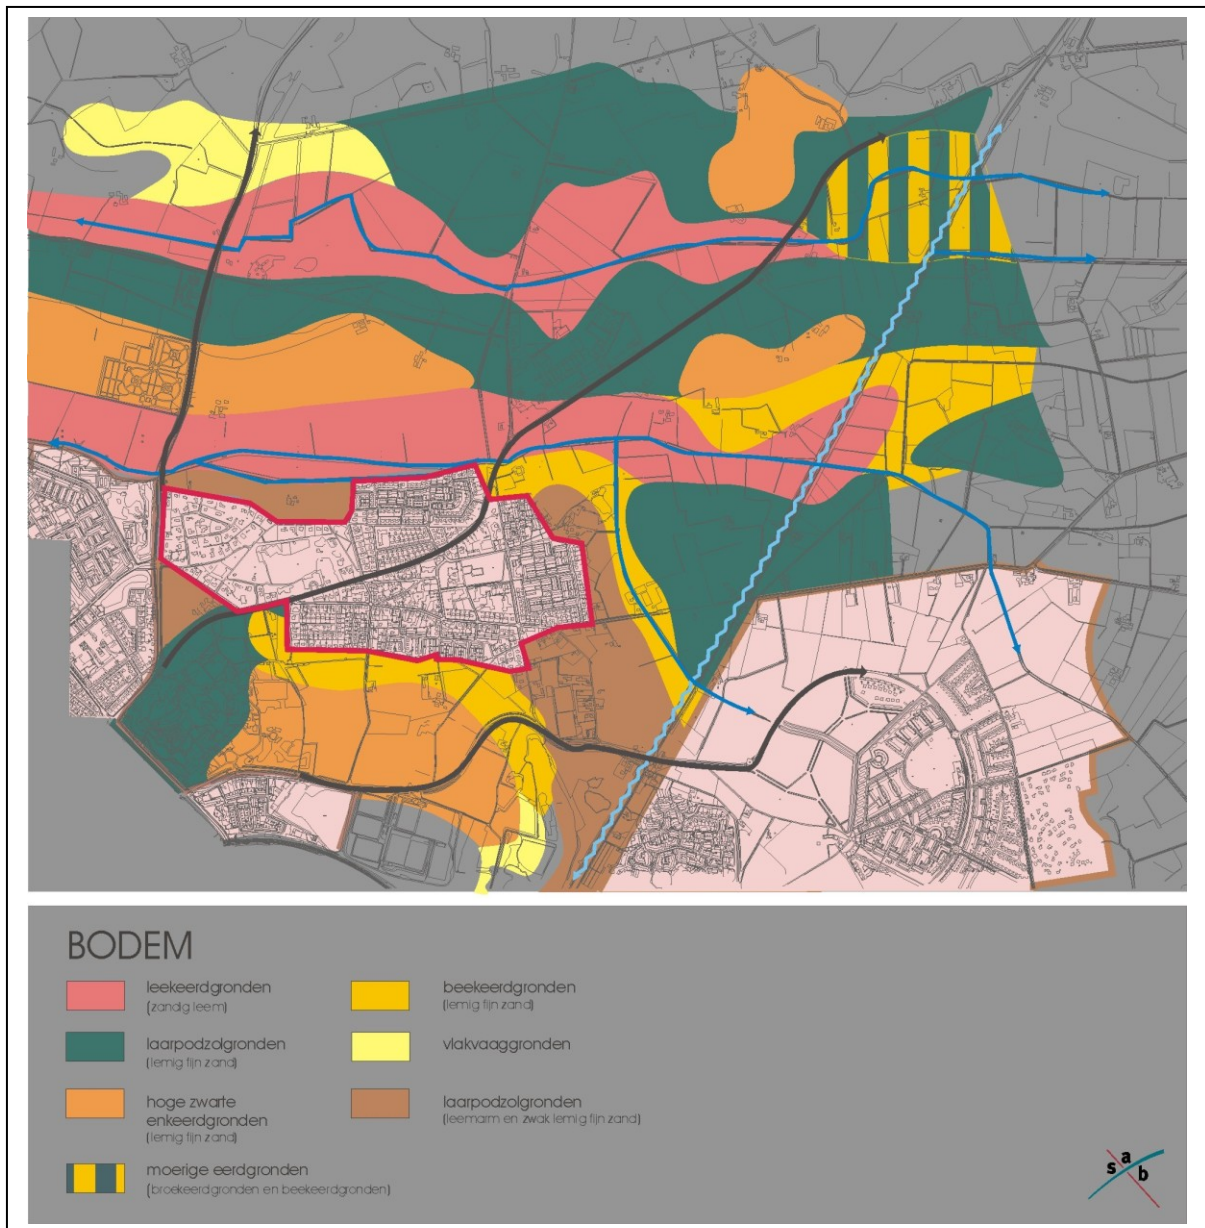 BODEM
leekeerdgronden
(zandig leem)
laarpodzolgronden
(lemig fijn zand)
hoge zwarte
enkeerdgronden
(lemig fijn zand)
moerige eerdgronden
(broekeerdgronden en beekeerdgronden)
beekeerdgronden
(lemig fijn zand)
vlakvaaggronden
laarpodzolgronden
(leemarm en zwak lemig fijn zand)
s a b